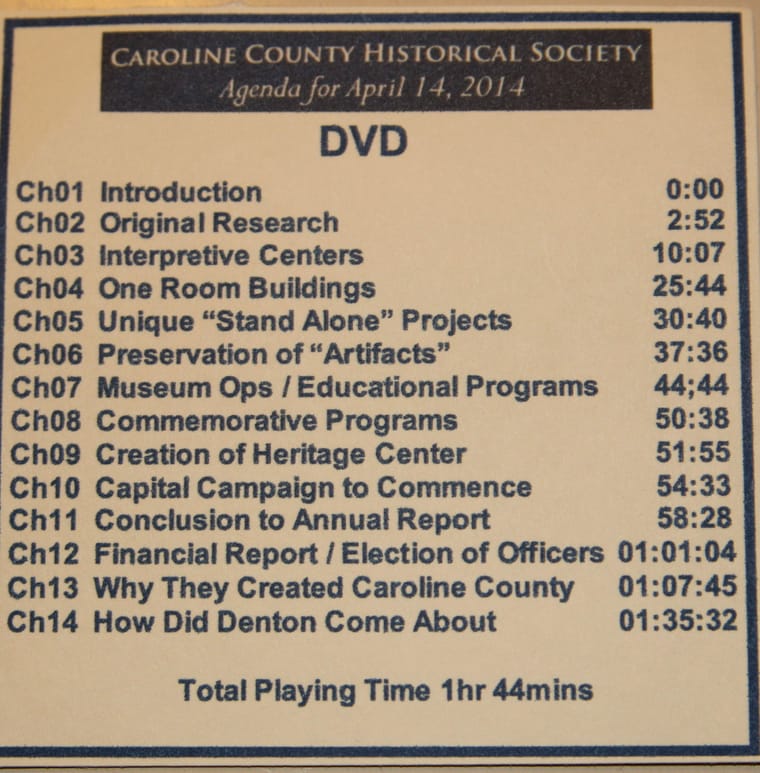 CAROLINE COUNTY HISTORICAL SOCIETY
Agenda for April 14, 2014
DVD
Ch01 Introduction 0:00
Ch02 Original Research 2:52
Ch03 Interpretive Centers 10:07
Ch04 One Room Buildings 25:44
Ch05 Unique “Stand Alone” Projects 30:40
Ch06 Preservation of “Artifacts” 37:36
Ch07 Museum Ops / Educational Programs 44;44
Ch08 Commemorative Programs 50:38
Ch09 Creation of Heritage Center 51:55
Ch10 Capital Campaign to Commence 54:33
Ch11 Conclusion to Annual Report 58:28
Ch12 Financial Report / Election of Officers 01:01:04
Ch13 Why They Created Caroline County 01:07:45
Ch14 How Did Denton Come About 01:35:32
Total Playing Time 1hr 44mins